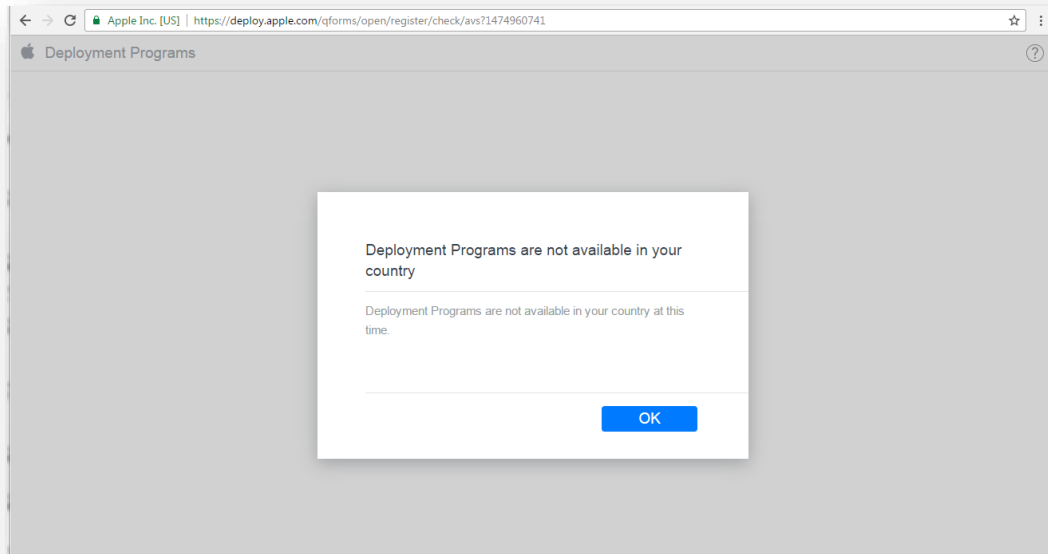 Apple Inc. [US] | https://deploy.apple.com/qforms/open/register/check/avs?1474960741
Deployment Programs
?
Deployment Programs are not available in your
country
Deployment Programs are not available in your country at this
time.
OK